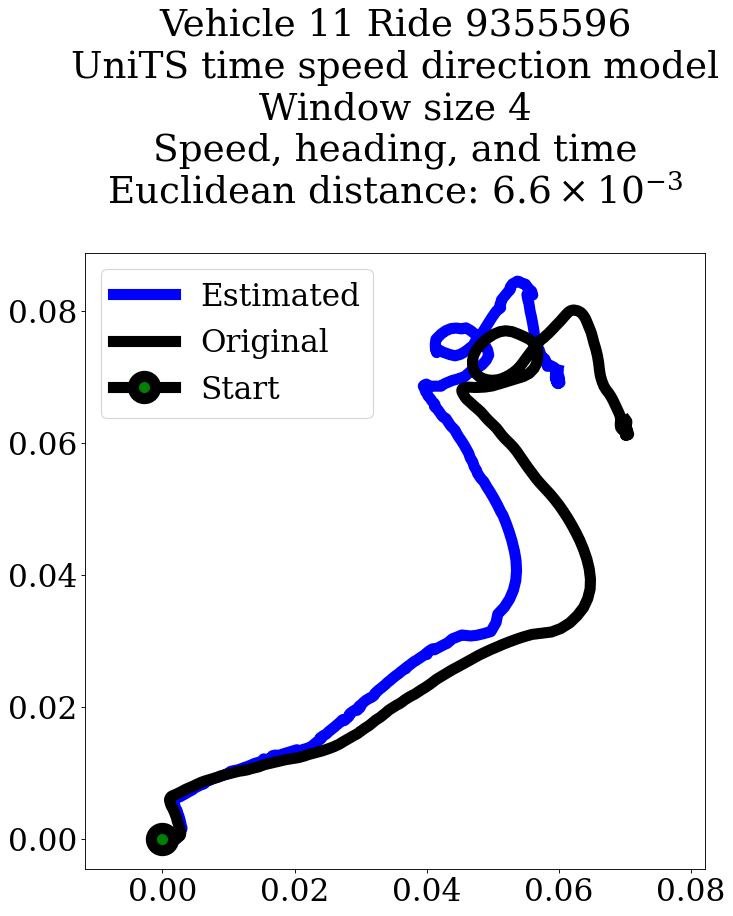 Vehicle 11 Ride 9355596
UniTS time speed direction model
Window size 4
Speed, heading, and time
Euclidean distance: 6.6 × 10⁻³
Estimated
Original
Start
0.08
0.06
0.04
0.02
0.00
0.00 0.02 0.04 0.06 0.08